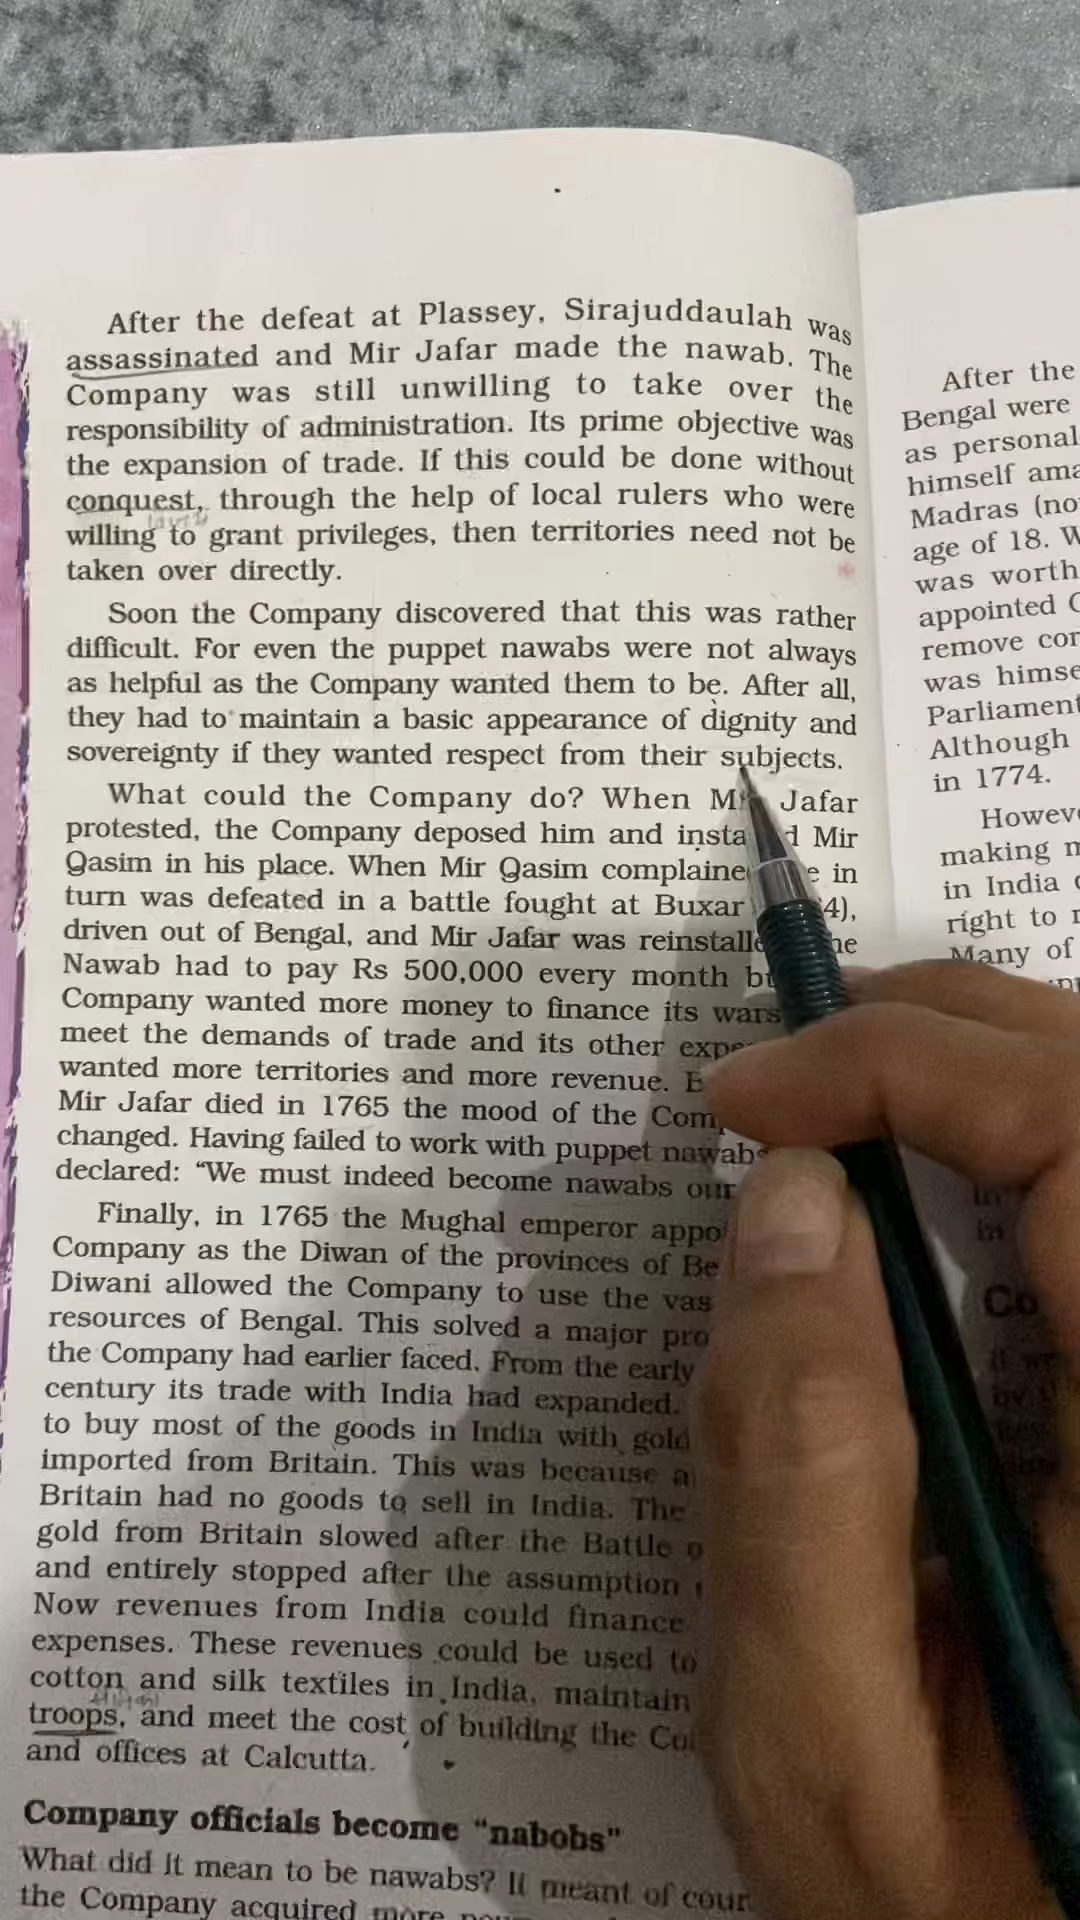 After the defeat at Plassey, Sirajuddaulah was
assassinated and Mir Jafar made the nawab. The
Company was still unwilling to take over the
responsibility of administration. Its prime objective was
the expansion of trade. If this could be done without
conquest, through the help of local rulers who were
willing to grant privileges, then territories need not be
taken over directly.
Soon the Company discovered that this was rather
difficult. For even the puppet nawabs were not always
as helpful as the Company wanted them to be. After all,
they had to maintain a basic appearance of dignity and
sovereignty if they wanted respect from their subjects.
What could the Company do? When Jafar
protested, the Company deposed him and Mir
Qasim in his place. When Mir Qasim in
turn was defeated in a battle fought at Buxar 4),
driven out of Bengal, and Mir Jafar was
Nawab had to pay Rs 500,000 every month
Company wanted more money to finance its wars
meet the demands of trade and its other
wanted more territories and more revenue.
Mir Jafar died in 1765 the mood of the
changed. Having failed to work with puppet
declared: “We must indeed become nawabs
Finally, in 1765 the Mughal emperor
Company as the Diwan of the provinces of
Diwani allowed the Company to use the
resources of Bengal. This solved a major
the Company had earlier faced. From the early
century its trade with India had expanded.
to buy most of the goods in India with gold
imported from Britain. This was because
Britain had no goods to sell in India. The
gold from Britain slowed after the Battle
and entirely stopped after the assumption
Now revenues from India could finance
expenses. These revenues could be used to
cotton and silk textiles in India, maintain
troops, and meet the cost of building the
and offices at Calcutta.
Company officials become "nabobs"
What did it mean to be nawabs? It meant of
the Company acquired more
After the
Bengal were
as personal
himself
Madras
age of 18.
was worth
appointed
remove
was
Parliament
Although
in 1774.
making
in India
right to
Many of
in